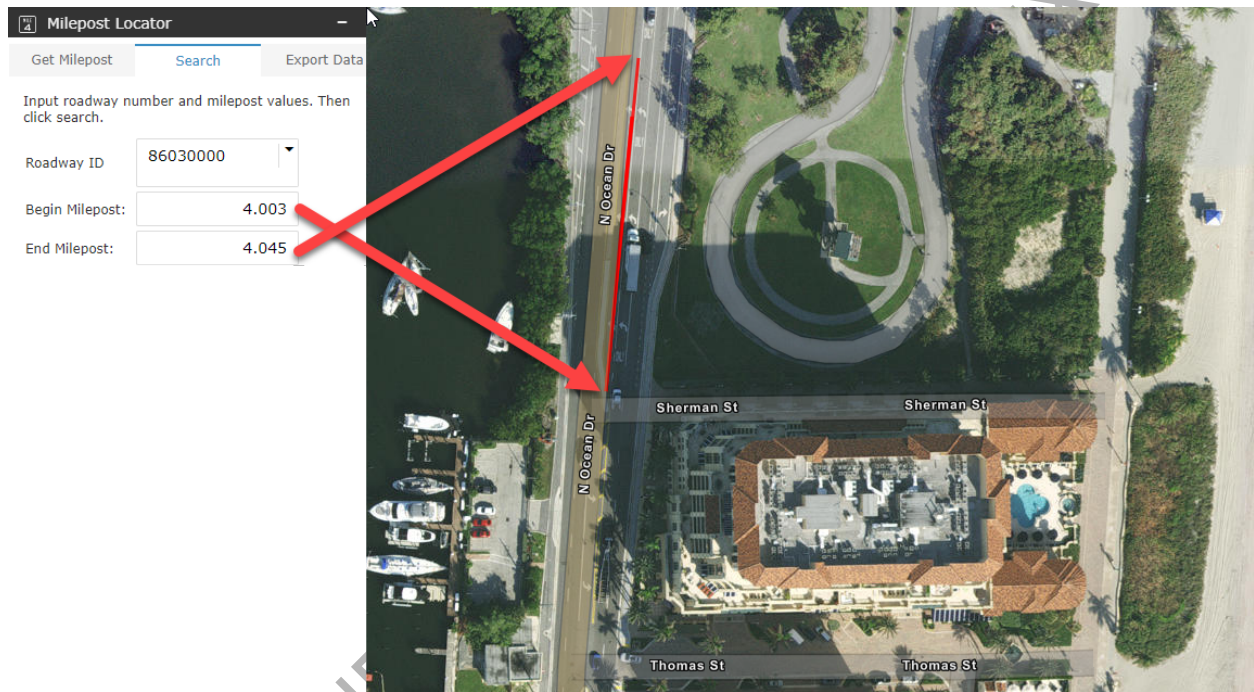 Milepost Locator
Get Milepost Search Export Data
Input roadway number and milepost values. Then
click search.
Roadway ID 86030000
Begin Milepost: 4.003
End Milepost: 4.045
N Ocean Dr
Sherman St Sherman St
N Ocean Dr
Thomas St Thomas St